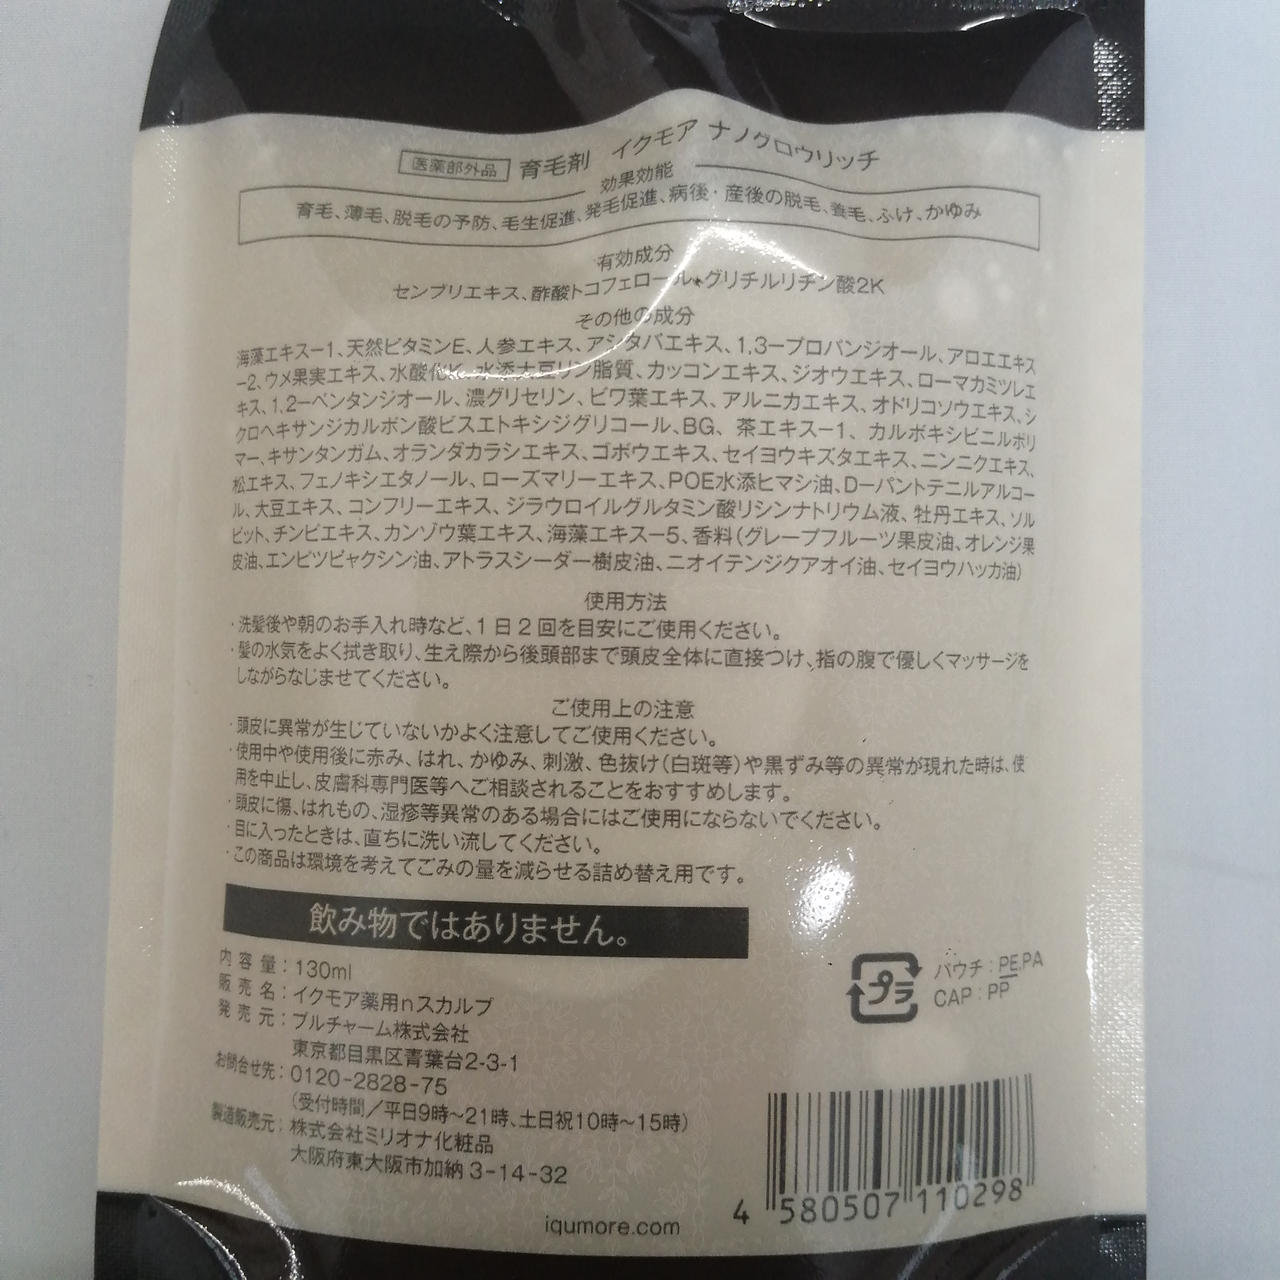 医薬部外品 育毛剤 イクモア ナノグロウリッチ
効果効能
育毛、薄毛、脱毛の予防、毛生促進、発毛促進、病後・産後の脱毛、養毛、ふけ、かゆみ
有効成分
センブリエキス、酢酸トコフェロール、グリチルリチン酸2K
その他の成分
海藻エキス−1、天然ビタミンE、人参エキス、アシタバエキス、1,3−プロパンジオール、アロエエキス
−2、ウメ果実エキス、水酸化K、水添大豆リン脂質、カッコンエキス、ジオウエキス、ローマカミツレエ
キス、1,2−ペンタンジオール、濃グリセリン、ビワ葉エキス、アルニカエキス、オドリコソウエキス、シ
クロヘキサンジカルボン酸ビスエトキシジグリコール、BG、茶エキス−1、カルボキシビニルポリ
マー、キサンタンガム、オランダカラシエキス、ゴボウエキス、セイヨウキズタエキス、ニンニクエキス、
松エキス、フェノキシエタノール、ローズマリーエキス、POE水添ヒマシ油、D−パントテニルアルコー
ル、大豆エキス、コンフリーエキス、ジラウロイルグルタミン酸リシンナトリウム液、牡丹エキス、ソル
ビット、チンピエキス、カンゾウ葉エキス、海藻エキス−5、香料(グレープフルーツ果皮油、オレンジ果
皮油、エンピツビャクシン油、アトラスシーダー樹皮油、ニオイテンジクアオイ油、セイヨウハッカ油)
使用方法
・洗髪後や朝のお手入れ時など、1日2回を目安にご使用ください。
・髪の水気をよく拭き取り、生え際から後頭部まで頭皮全体に直接つけ、指の腹で優しくマッサージを
しながらなじませてください。
ご使用上の注意
・頭皮に異常が生じていないかよく注意してご使用ください。
・使用中や使用後に赤み、はれ、かゆみ、刺激、色抜け(白斑等)や黒ずみ等の異常が現れた時は、使
用を中止し、皮膚科専門医等へご相談されることをおすすめします。
・頭皮に傷、はれもの、湿疹等異常のある場合にはご使用にならないでください。
・目に入ったときは、直ちに洗い流してください。
・この商品は環境を考えてごみの量を減らせる詰め替え用です。
飲み物ではありません。
内容量：130ml
販売名：イクモア薬用nスカルプ
発売元：プルチャーム株式会社
東京都目黒区青葉台2-3-1
お問合せ先：0120-2828-75
(受付時間／平日9時〜21時、土日祝10時〜15時)
製造販売元：株式会社ミリオナ化粧品
大阪府東大阪市加納3-14-32
プラ
パウチ：PE,PA
CAP：PP
4 580507 110298
iqumore.com